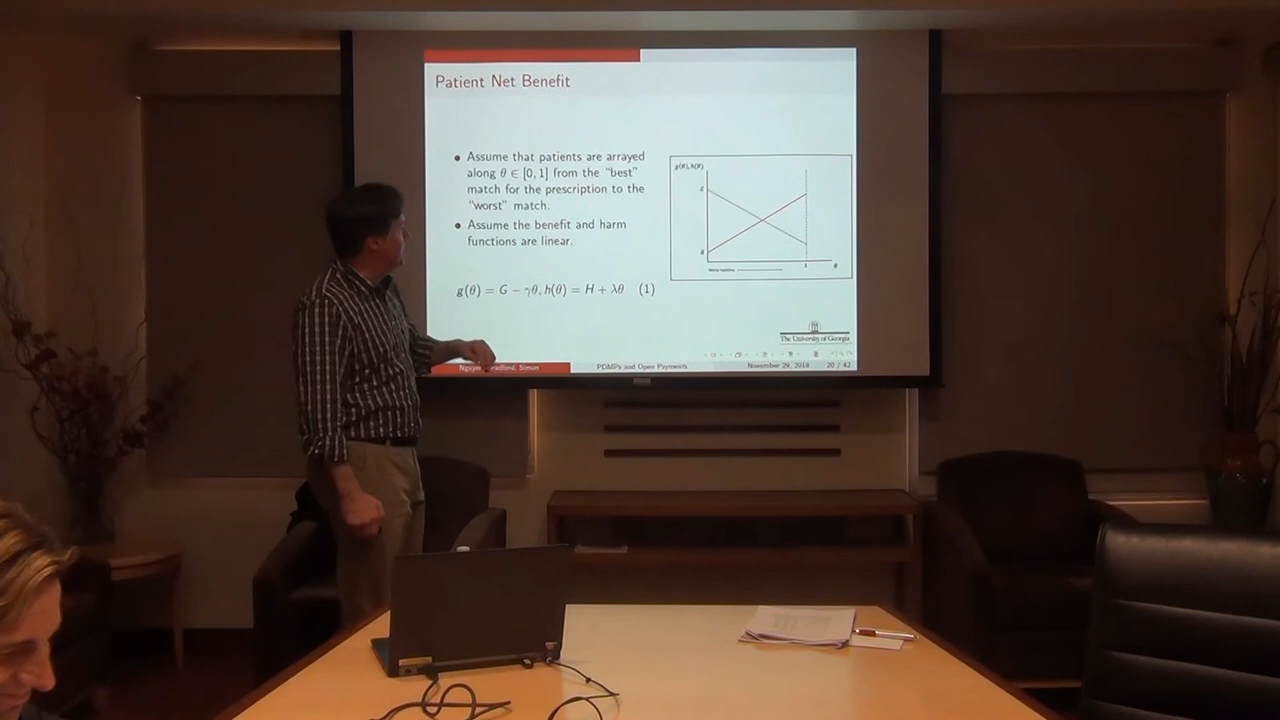 Patient Net Benefit
• Assume that patients are arrayed
along θ ∈ [0, 1] from the "best"
match for the prescription to the
"worst" match.
• Assume the benefit and harm
functions are linear.
g(θ) = G − γθ, h(θ) = H + λθ (1)
g(θ), h(θ)
G
H
1
θ
The University of Georgia
Simon
PDMPs and Open Payments
November 29, 2018
20 / 42